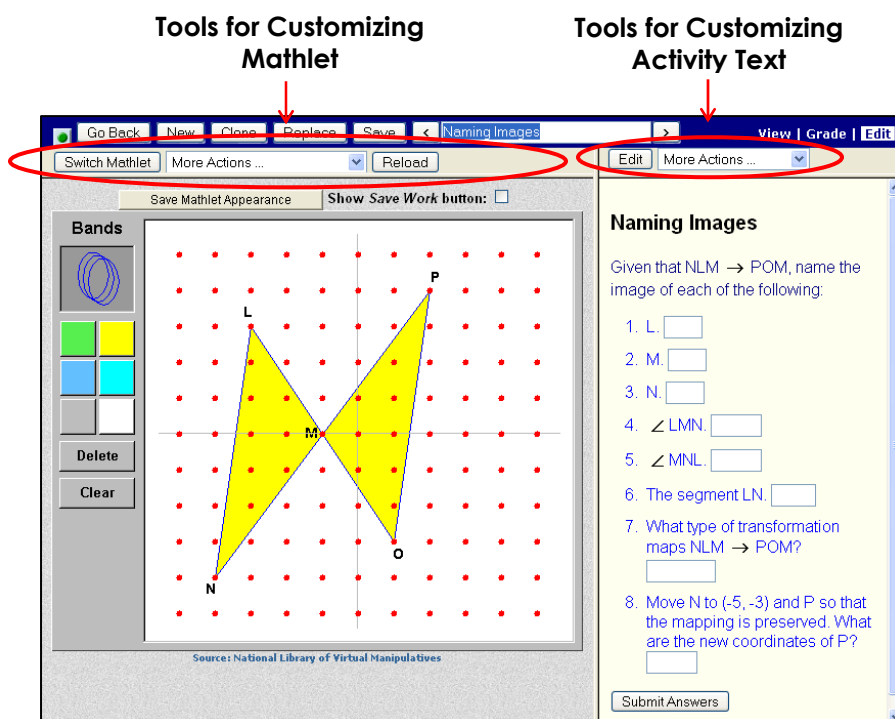 Tools for Customizing
Mathlet
Tools for Customizing
Activity Text
Go Back New Clone Replace Save < Naming Images > View | Grade | Edit
Switch Mathlet More Actions ... Reload
Edit More Actions ...
Save Mathlet Appearance Show Save Work button:
Bands
Delete
Clear
L
P
M
O
N
Source: National Library of Virtual Manipulatives
Naming Images
Given that NLM → POM, name the
image of each of the following:
1. L.
2. M.
3. N.
4. ∠ LMN.
5. ∠ MNL.
6. The segment LN.
7. What type of transformation
maps NLM → POM?
8. Move N to (-5, -3) and P so that
the mapping is preserved. What
are the new coordinates of P?
Submit Answers